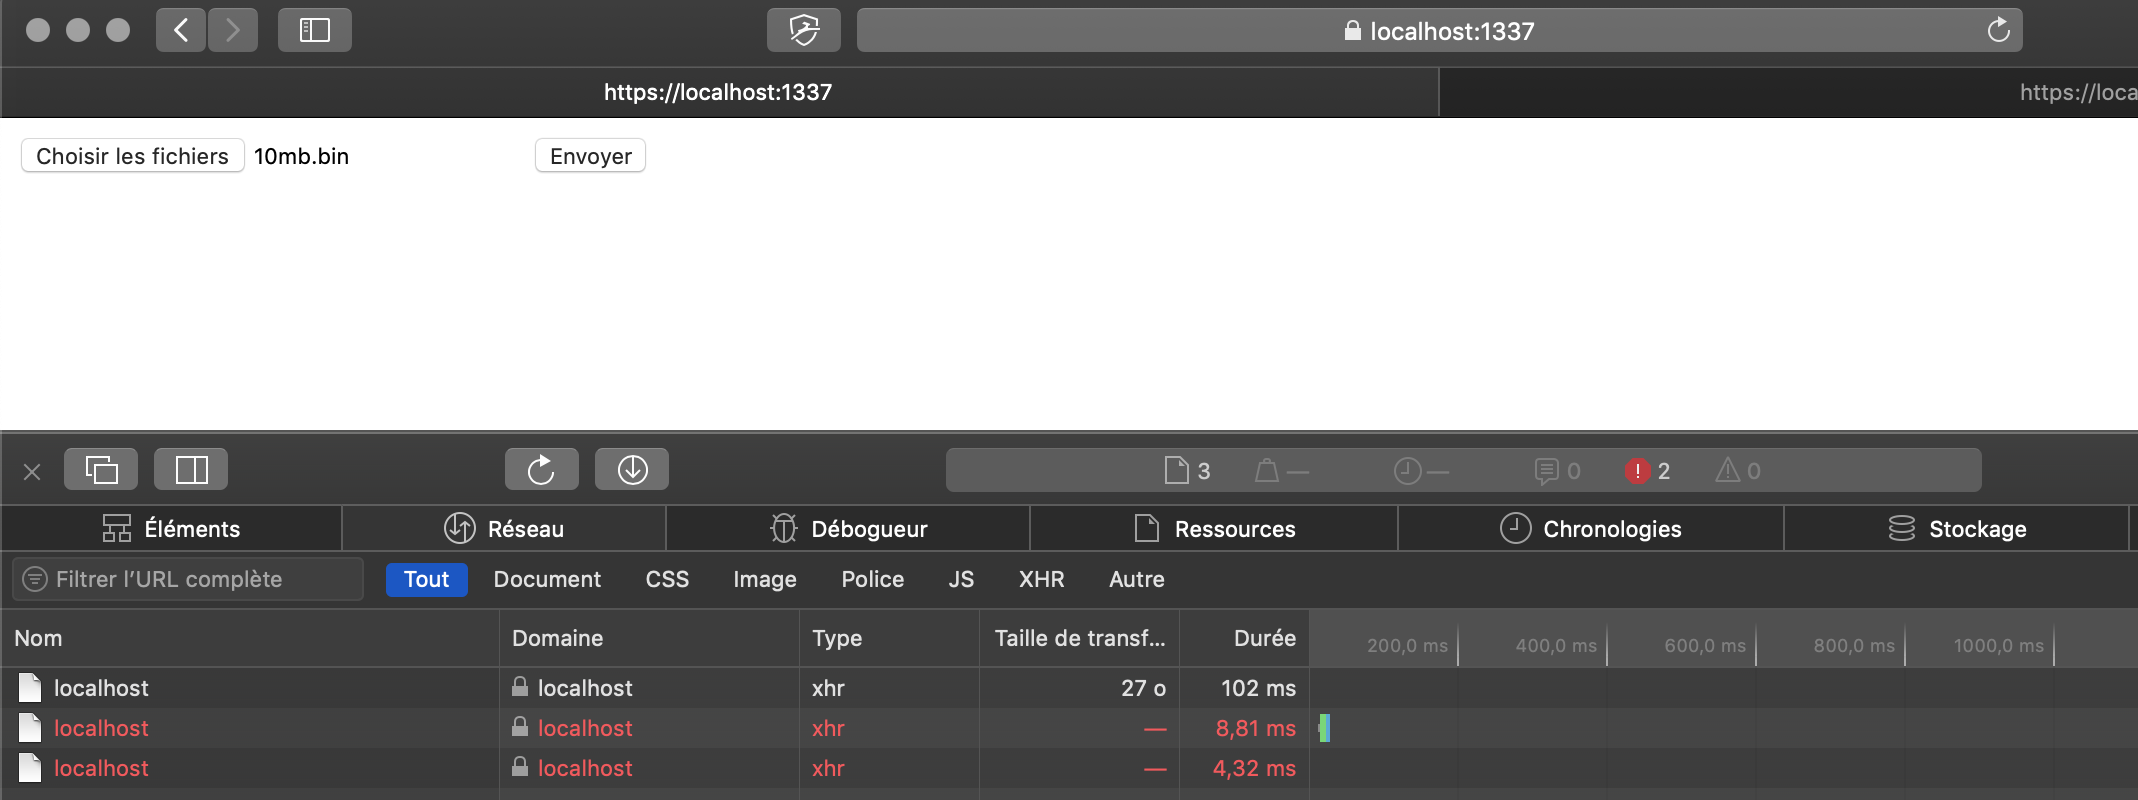 localhost:1337
https://localhost:1337 https://loca
Choisir les fichiers 10mb.bin Envoyer
3 — — 0 2 0
Éléments Réseau Débogueur Ressources Chronologies Stockage
Filtrer l’URL complète Tout Document CSS Image Police JS XHR Autre
Nom Domaine Type Taille de transf... Durée 200,0 ms 400,0 ms 600,0 ms 800,0 ms 1000,0 ms
localhost localhost xhr 27 o 102 ms
localhost localhost xhr — 8,81 ms
localhost localhost xhr — 4,32 ms